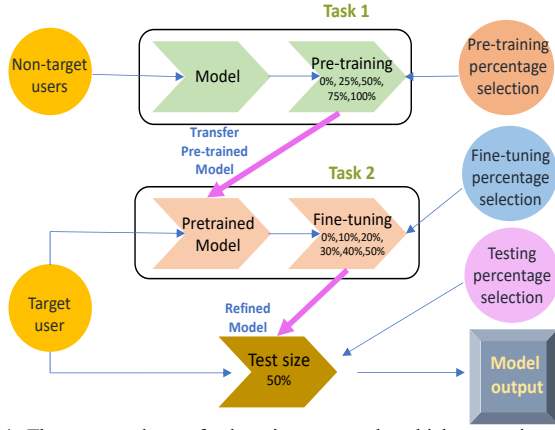 Task 1
Non-target
users
Model
Pre-training
0%, 25%,50%,
75%,100%
Pre-training
percentage
selection
Transfer
Pre-trained
Model
Task 2
Fine-tuning
percentage
selection
Pretrained
Model
Fine-tuning
0%,10%,20%,
30%,40%,50%
Testing
percentage
selection
Target
user
Refined
Model
Test size
50%
Model
output